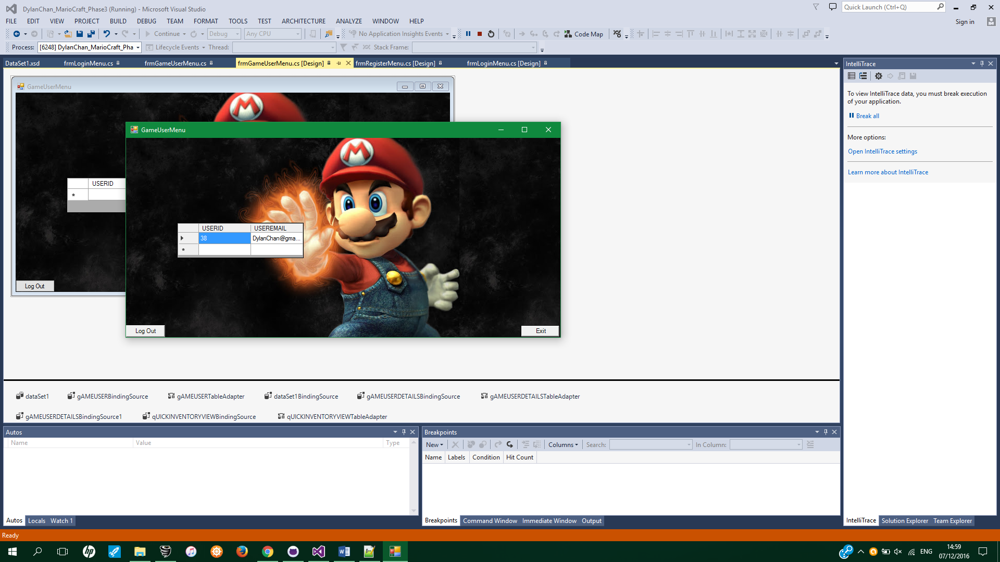 DylanChan_MarioCraft_Phase3 (Running) - Microsoft Visual Studio
Quick Launch (Ctrl+Q)
FILE EDIT VIEW PROJECT BUILD DEBUG TEAM FORMAT TOOLS TEST ARCHITECTURE ANALYZE WINDOW HELP
Sign in
Continue Debug Any CPU No Application Insights Events Code Map
Process: [6248] DylanChan_MarioCraft_Pha Lifecycle Events Thread: Stack Frame:
DataSet1.xsd frmLoginMenu.cs frmGameUserMenu.cs frmGameUserMenu.cs [Design] frmRegisterMenu.cs [Design] frmLoginMenu.cs [Design]
IntelliTrace
To view IntelliTrace data, you must break execution
of your application.
Break all
More options:
Open IntelliTrace settings
Learn more about IntelliTrace
GameUserMenu
M
USERID
*
Log Out
GameUserMenu
M
USERID USEREMAIL
38 DylanChan@gma...
*
Log Out Exit
dataSet1 gAMEUSERBindingSource gAMEUSERTableAdapter dataSet1BindingSource gAMEUSERDETAILSBindingSource gAMEUSERDETAILSTableAdapter
gAMEUSERDETAILSBindingSource1 qUICKINVENTORYVIEWBindingSource qUICKINVENTORYVIEWTableAdapter
Autos
Name Value Type
Autos Locals Watch 1
Breakpoints
New Columns Search: In Column:
Name Labels Condition Hit Count
Breakpoints Command Window Immediate Window Output
IntelliTrace Solution Explorer Team Explorer
Ready
hp
ENG
14:59
07/12/2016